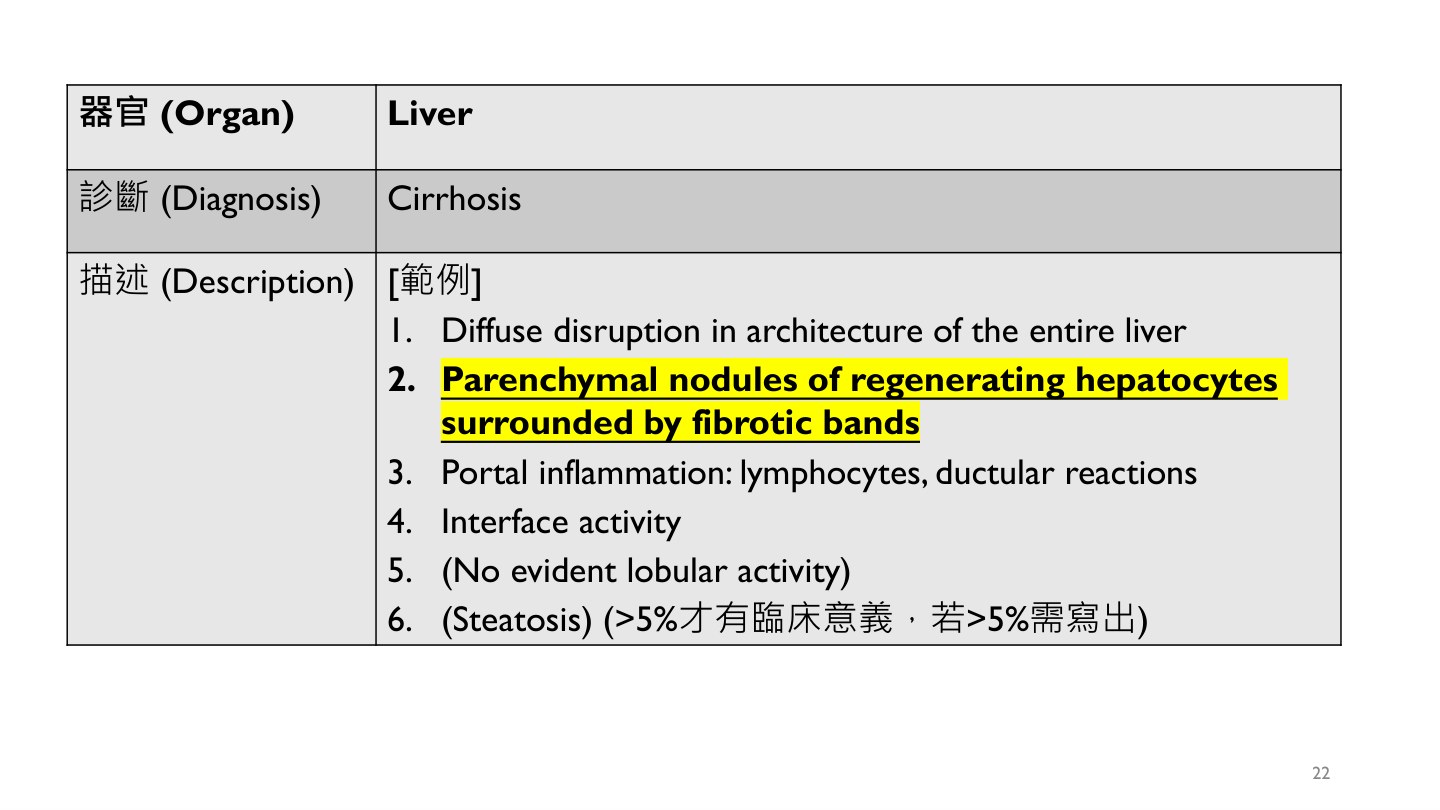 器官 (Organ)
Liver
診斷 (Diagnosis)
Cirrhosis
描述 (Description)
[範例]
1. Diffuse disruption in architecture of the entire liver
2. Parenchymal nodules of regenerating hepatocytes
surrounded by fibrotic bands
3. Portal inflammation: lymphocytes, ductular reactions
4. Interface activity
5. (No evident lobular activity)
6. (Steatosis) (>5%才有臨床意義，若>5%需寫出)
22